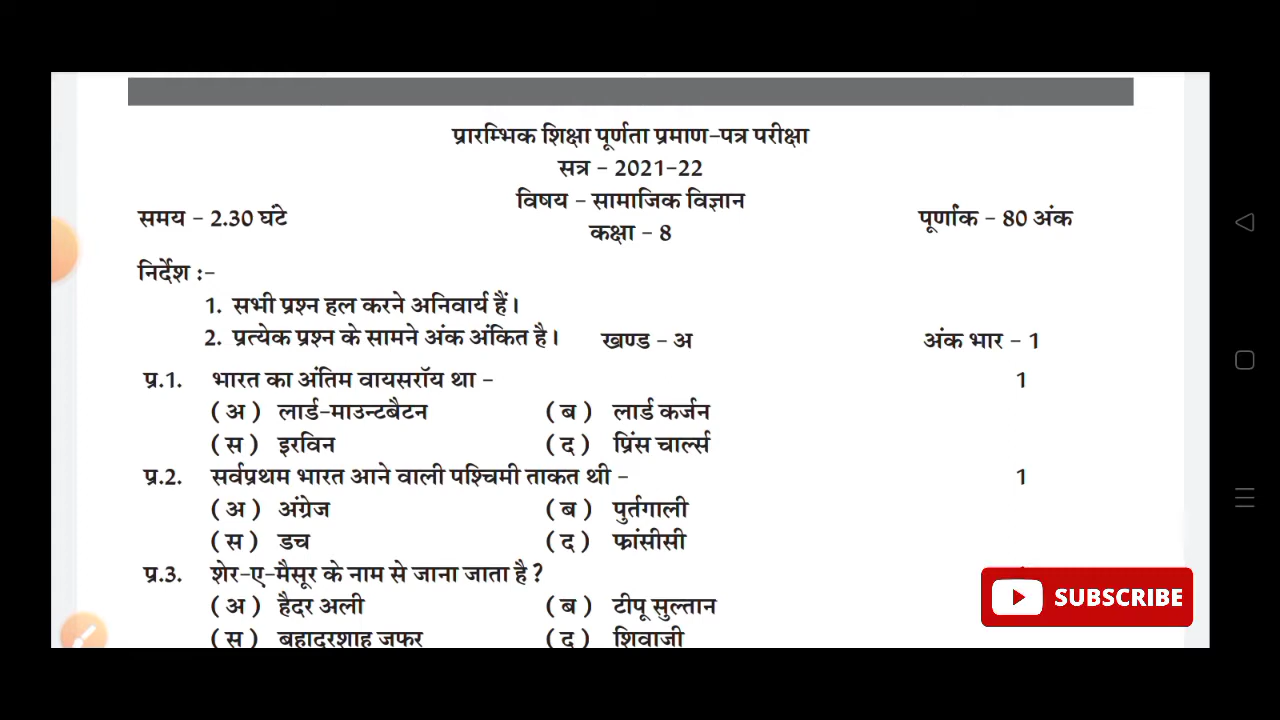 प्रारम्भिक शिक्षा पूर्णता प्रमाण-पत्र परीक्षा
सत्र - 2021-22
विषय - सामाजिक विज्ञान
समय - 2.30 घंटे पूर्णांक - 80 अंक
कक्षा - 8
निर्देश :-
1. सभी प्रश्न हल करने अनिवार्य हैं।
2. प्रत्येक प्रश्न के सामने अंक अंकित है।
खण्ड - अ अंक भार - 1
प्र.1. भारत का अंतिम वायसरॉय था - 1
( अ ) लार्ड-माउन्टबैटन ( ब ) लार्ड कर्जन
( स ) इरविन ( द ) प्रिंस चार्ल्स
प्र.2. सर्वप्रथम भारत आने वाली पश्चिमी ताकत थी - 1
( अ ) अंग्रेज ( ब ) पुर्तगाली
( स ) डच ( द ) फ्रांसीसी
प्र.3. शेर-ए-मैसूर के नाम से जाना जाता है ?
( अ ) हैदर अली ( ब ) टीपू सुल्तान
( स ) बहादुरशाह जफर ( द ) शिवाजी
SUBSCRIBE